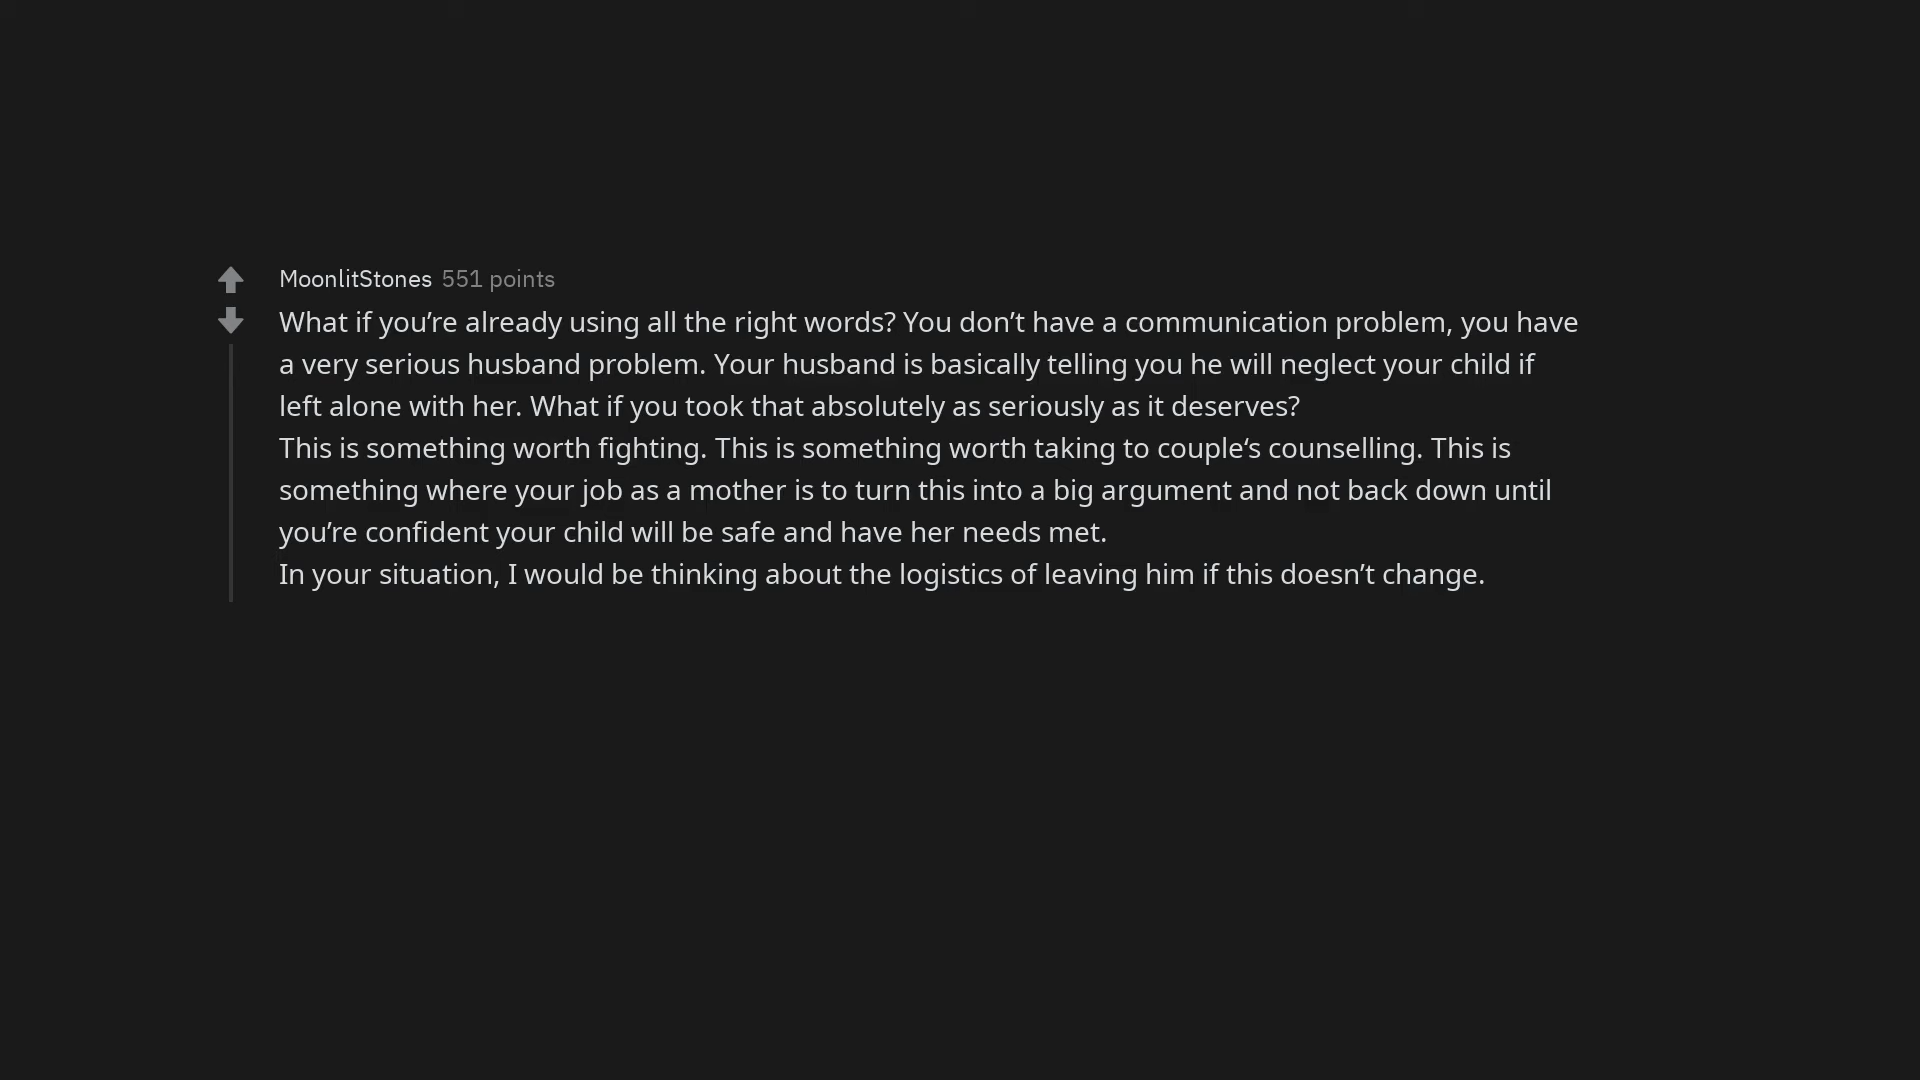 MoonlitStones 551 points
What if you’re already using all the right words? You don’t have a communication problem, you have
a very serious husband problem. Your husband is basically telling you he will neglect your child if
left alone with her. What if you took that absolutely as seriously as it deserves?
This is something worth fighting. This is something worth taking to couple‘s counselling. This is
something where your job as a mother is to turn this into a big argument and not back down until
you’re confident your child will be safe and have her needs met.
In your situation, I would be thinking about the logistics of leaving him if this doesn’t change.